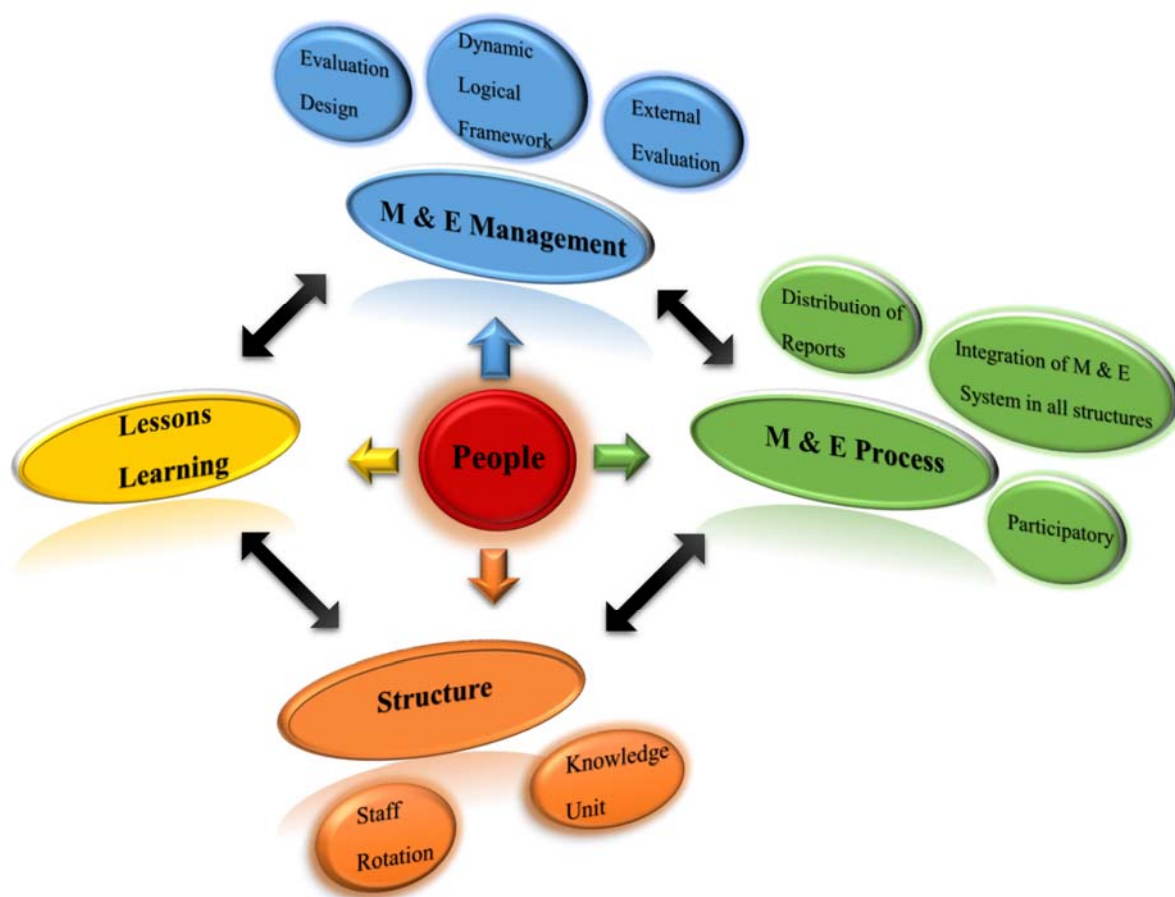 Evaluation
Design
Dynamic
Logical
Framework
External
Evaluation
M & E Management
Distribution of
Reports
Integration of M & E
System in all structures
M & E Process
Participatory
Lessons
Learning
People
Structure
Knowledge
Unit
Staff
Rotation